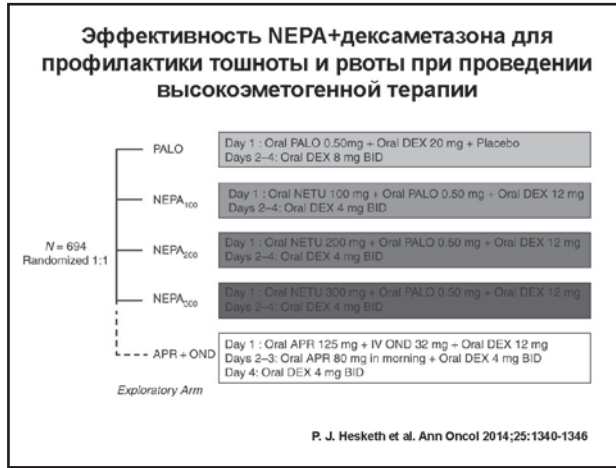 Эффективность NEPA+дексаметазона для
профилактики тошноты и рвоты при проведении
высокоэметогенной терапии
N = 694
Randomized 1:1
PALO
Day 1 : Oral PALO 0.50mg + Oral DEX 20 mg + Placebo
Days 2–4: Oral DEX 8 mg BID
NEPA100
Day 1 : Oral NETU 100 mg + Oral PALO 0.50 mg + Oral DEX 12 mg
Days 2–4: Oral DEX 4 mg BID
NEPA200
Day 1 : Oral NETU 200 mg + Oral PALO 0.50 mg + Oral DEX 12 mg
Days 2–4: Oral DEX 4 mg BID
NEPA300
Day 1 : Oral NETU 300 mg + Oral PALO 0.50 mg + Oral DEX 12 mg
Days 2–4: Oral DEX 4 mg BID
APR + OND
Day 1 : Oral APR 125 mg + IV OND 32 mg + Oral DEX 12 mg
Days 2–3: Oral APR 80 mg in morning + Oral DEX 4 mg BID
Day 4: Oral DEX 4 mg BID
Exploratory Arm
P. J. Hesketh et al. Ann Oncol 2014;25:1340-1346